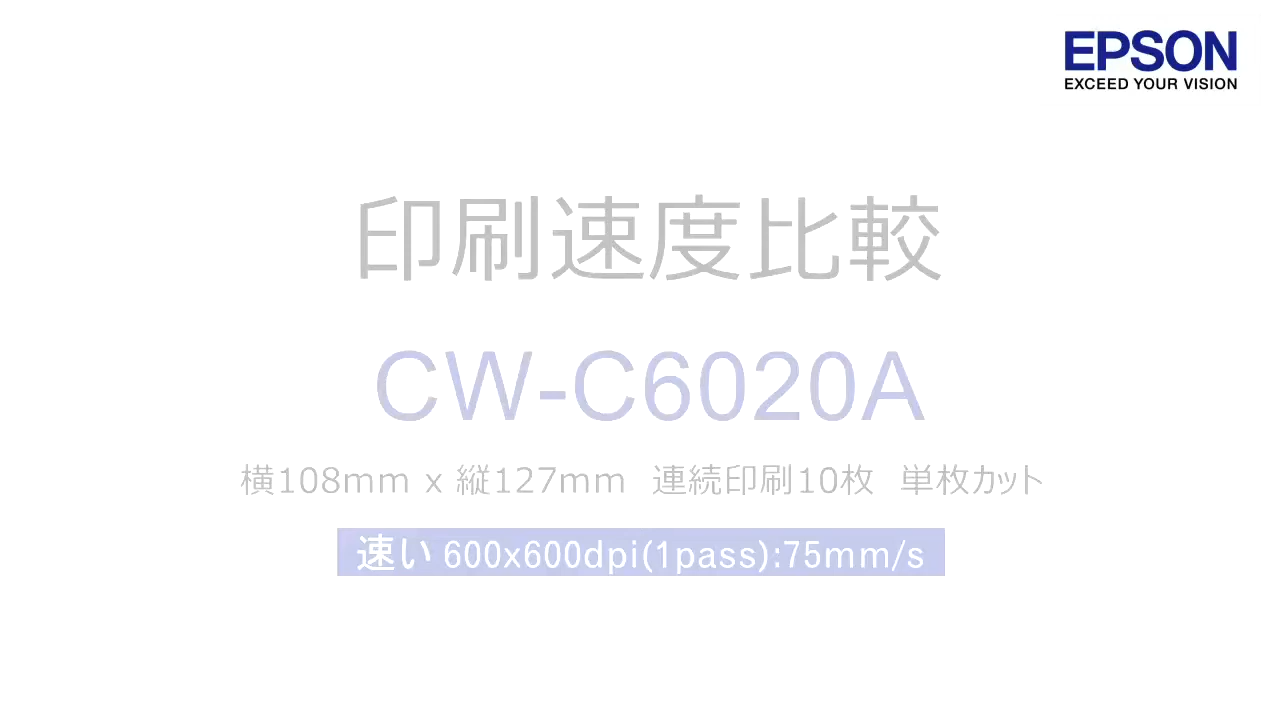 EPSON
EXCEED YOUR VISION
印刷速度比較
CW-C6020A
横108mm x 縦127mm 連続印刷10枚 単枚カット
速い 600x600dpi(1pass):75mm/s